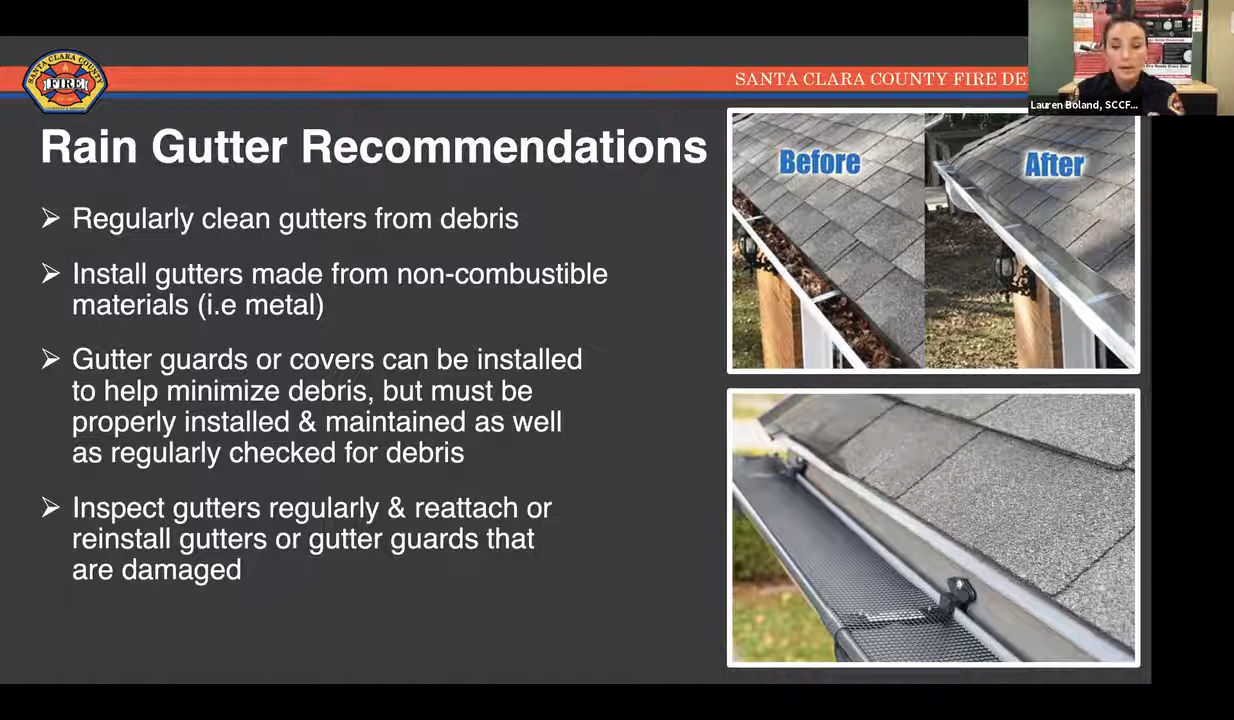 SANTA CLARA COUNTY
FIRE
SANTA CLARA COUNTY FIRE DE
Lauren Boland, SCCF...
Rain Gutter Recommendations
Before
After
➢ Regularly clean gutters from debris
➢ Install gutters made from non-combustible
materials (i.e metal)
➢ Gutter guards or covers can be installed
to help minimize debris, but must be
properly installed & maintained as well
as regularly checked for debris
➢ Inspect gutters regularly & reattach or
reinstall gutters or gutter guards that
are damaged